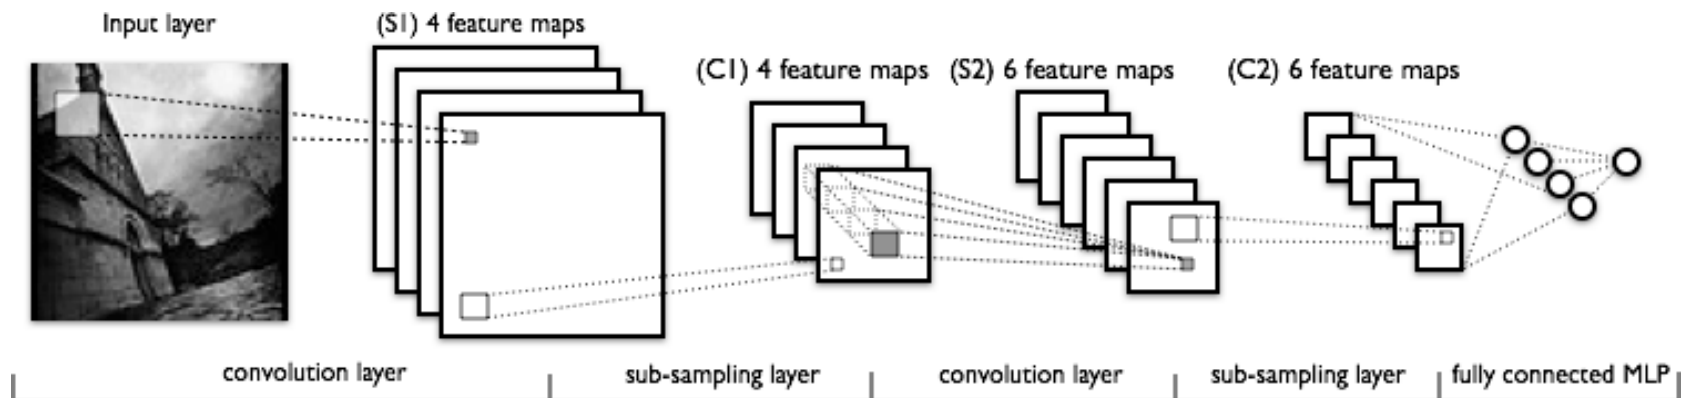 Input layer
(S1) 4 feature maps
(C1) 4 feature maps
(S2) 6 feature maps
(C2) 6 feature maps
convolution layer
sub-sampling layer
convolution layer
sub-sampling layer
fully connected MLP